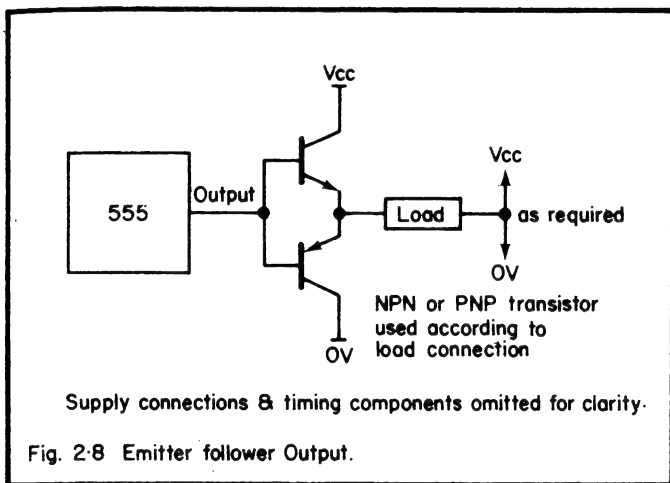 Vcc
Vcc
555
Output
Load
as required
0V
NPN or PNP transistor
used according to
load connection
0V
Supply connections & timing components omitted for clarity.
Fig. 2·8 Emitter follower Output.